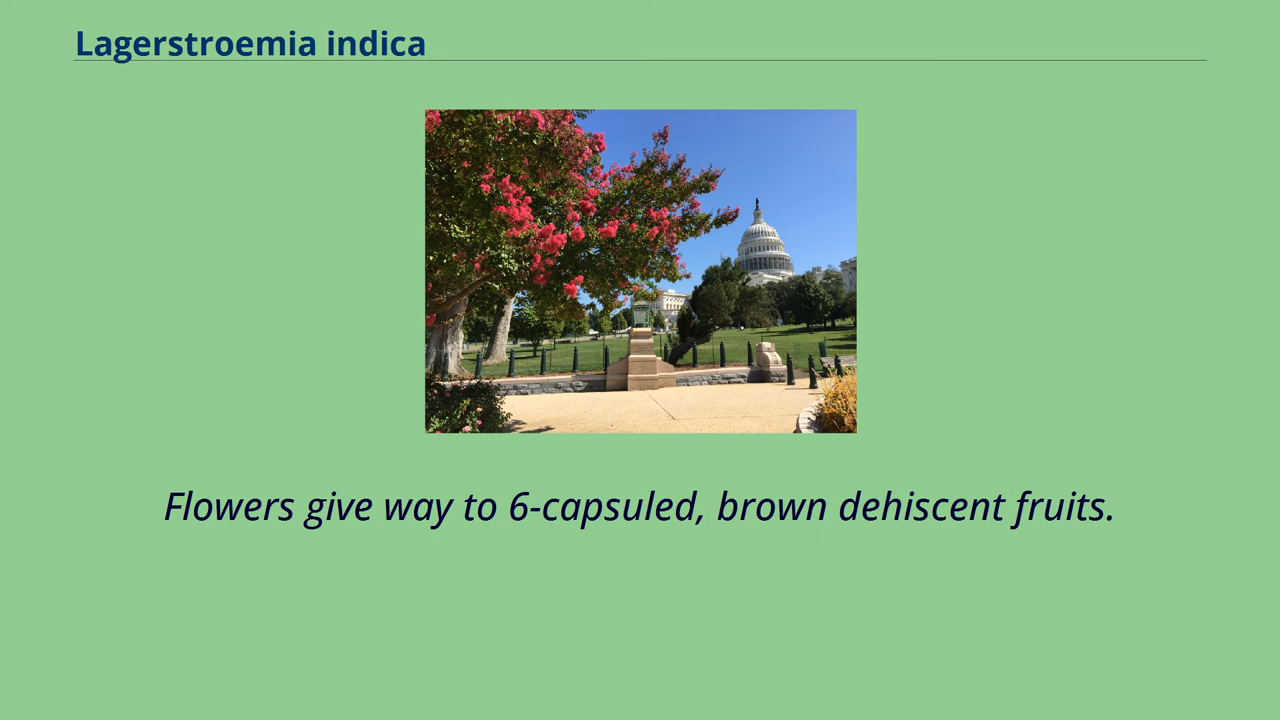 Lagerstroemia indica
Flowers give way to 6-capsuled, brown dehiscent fruits.